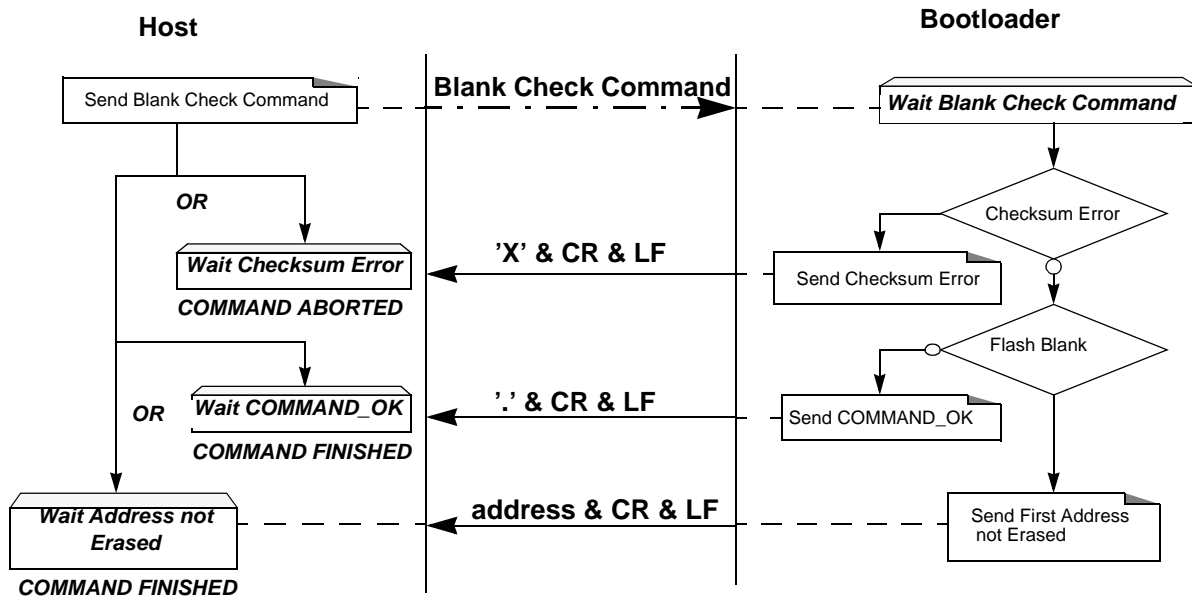 Host
Bootloader
Send Blank Check Command
Blank Check Command
Wait Blank Check Command
OR
Checksum Error
Wait Checksum Error
’X’ & CR & LF
Send Checksum Error
COMMAND ABORTED
Flash Blank
OR
Wait COMMAND_OK
’.’ & CR & LF
Send COMMAND_OK
COMMAND FINISHED
Wait Address not
Erased
address & CR & LF
Send First Address
not Erased
COMMAND FINISHED